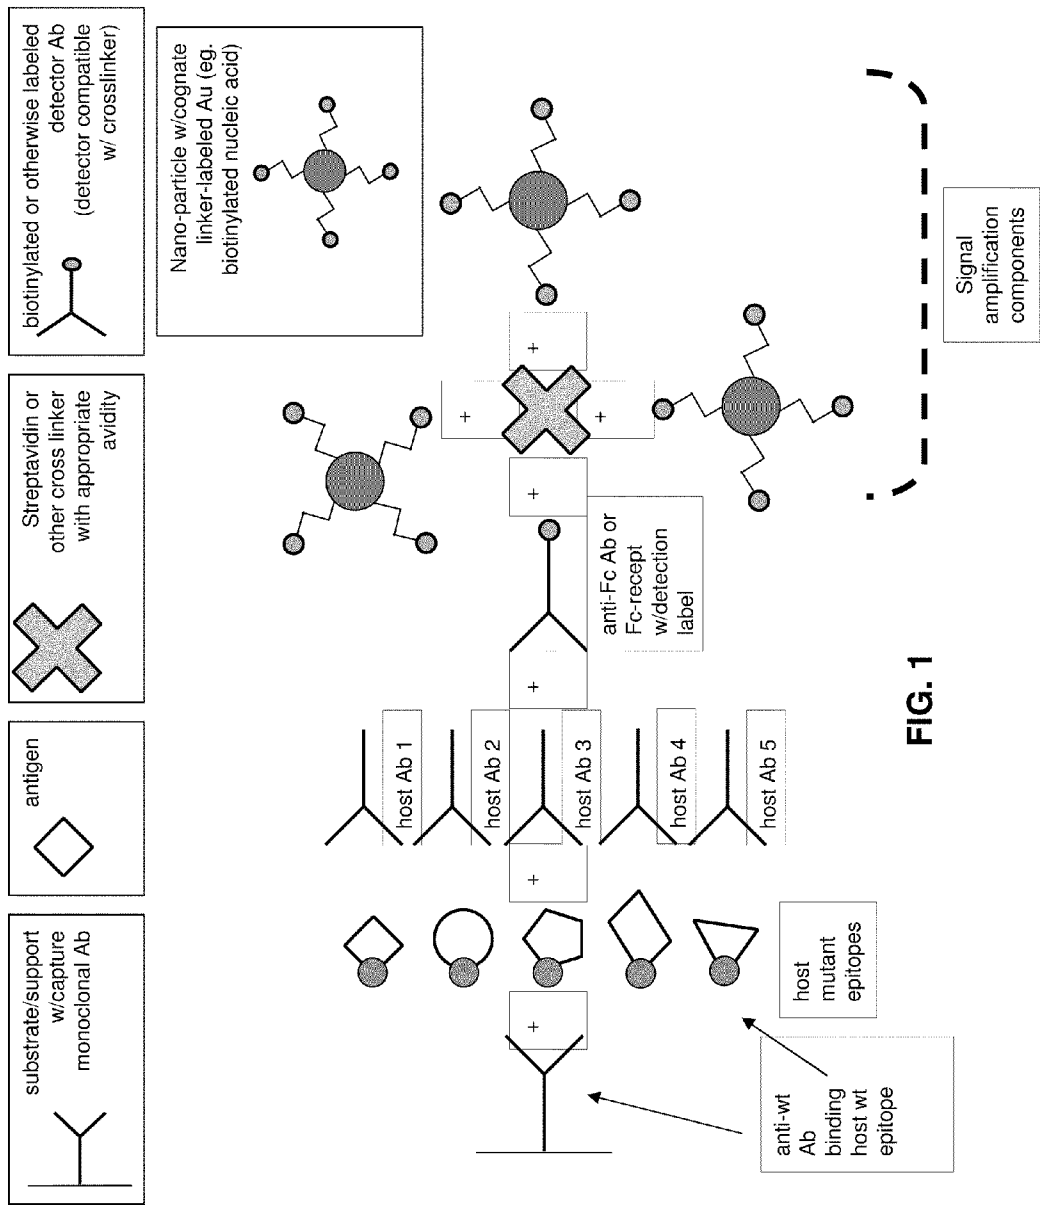 substrate/support
w/capture
monoclonal Ab
antigen
Streptavidin or
other cross linker
with appropriate
avidity
biotinylated or otherwise labeled
detector Ab
(detector compatible
w/ crosslinker)
Nano-particle w/cognate
linker-labeled Au (eg.
biotinylated nucleic acid)
+
+
+
+
+
+
+
host Ab 1
host Ab 2
host Ab 3
host Ab 4
host Ab 5
anti-Fc Ab or
Fc-recept
w/detection
label
anti-wt
Ab
binding
host wt
epitope
host
mutant
epitopes
Signal
amplification
components
FIG. 1